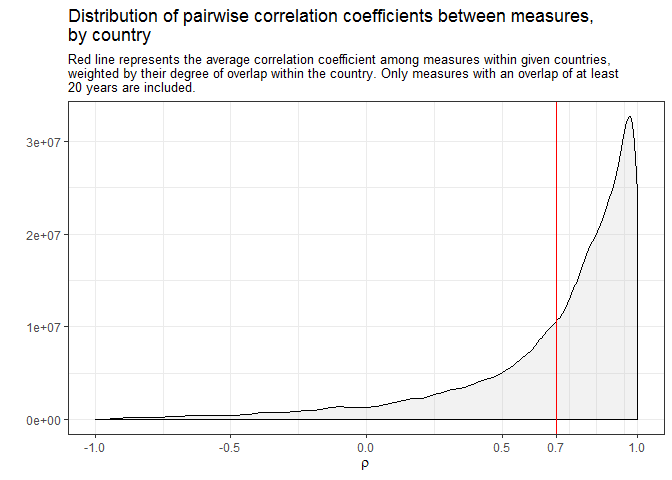 Distribution of pairwise correlation coefficients between measures,
by country
Red line represents the average correlation coefficient among measures within given countries,
weighted by their degree of overlap within the country. Only measures with an overlap of at least
20 years are included.
3e+07
2e+07
1e+07
0e+00
-1.0 -0.5 0.0 0.5 0.7 1.0
ρ